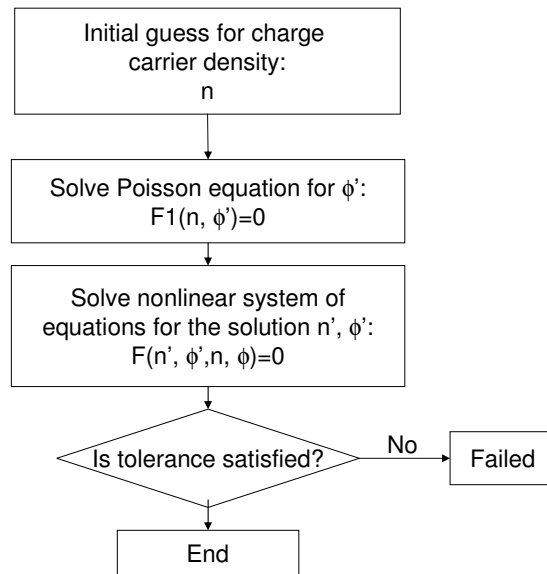 Initial guess for charge
carrier density:
n
Solve Poisson equation for ϕ’:
F1(n, ϕ’)=0
Solve nonlinear system of
equations for the solution n’, ϕ’:
F(n’, ϕ’,n, ϕ)=0
Is tolerance satisfied?
No
Failed
End